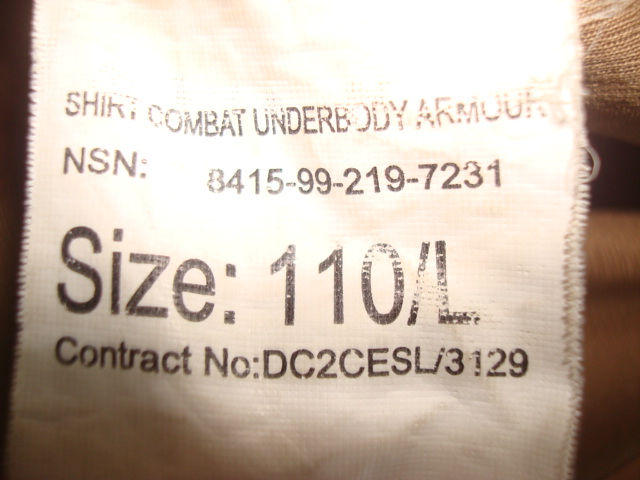 SHIRT COMBAT UNDERBODY ARMOUR
NSN: 8415-99-219-7231
Size: 110/L
Contract No:DC2CESL/3129